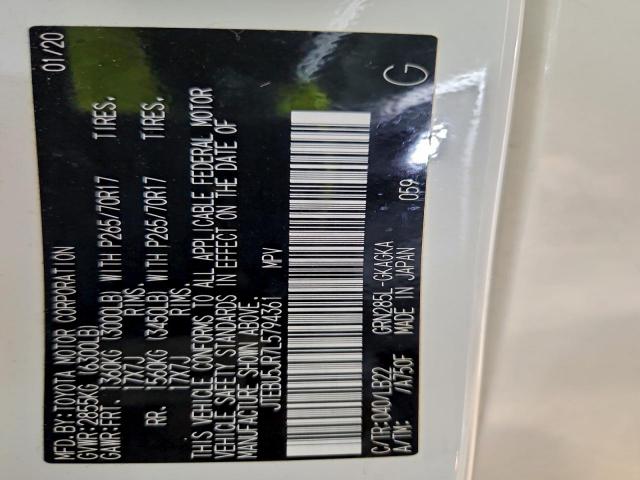 MFD. BY: TOYOTA MOTOR CORPORATION 01/20
GVWR: 2855KG (6300LB)
GAWR: FRT. 1360KG (3000LB) WITH P265/70R17 TIRES,
17X7J RIMS,
RR. 1560KG (3450LB) WITH P265/70R17 TIRES,
17X7J RIMS,
THIS VEHICLE CONFORMS TO ALL APPLICABLE FEDERAL MOTOR
VEHICLE SAFETY STANDARDS IN EFFECT ON THE DATE OF
MANUFACTURE SHOWN ABOVE.
JTEBU5JR7L5794361 MPV
C/TR: 040/LB22 GRN285L-GKAGKA 059 G
A/TM: /A750F MADE IN JAPAN